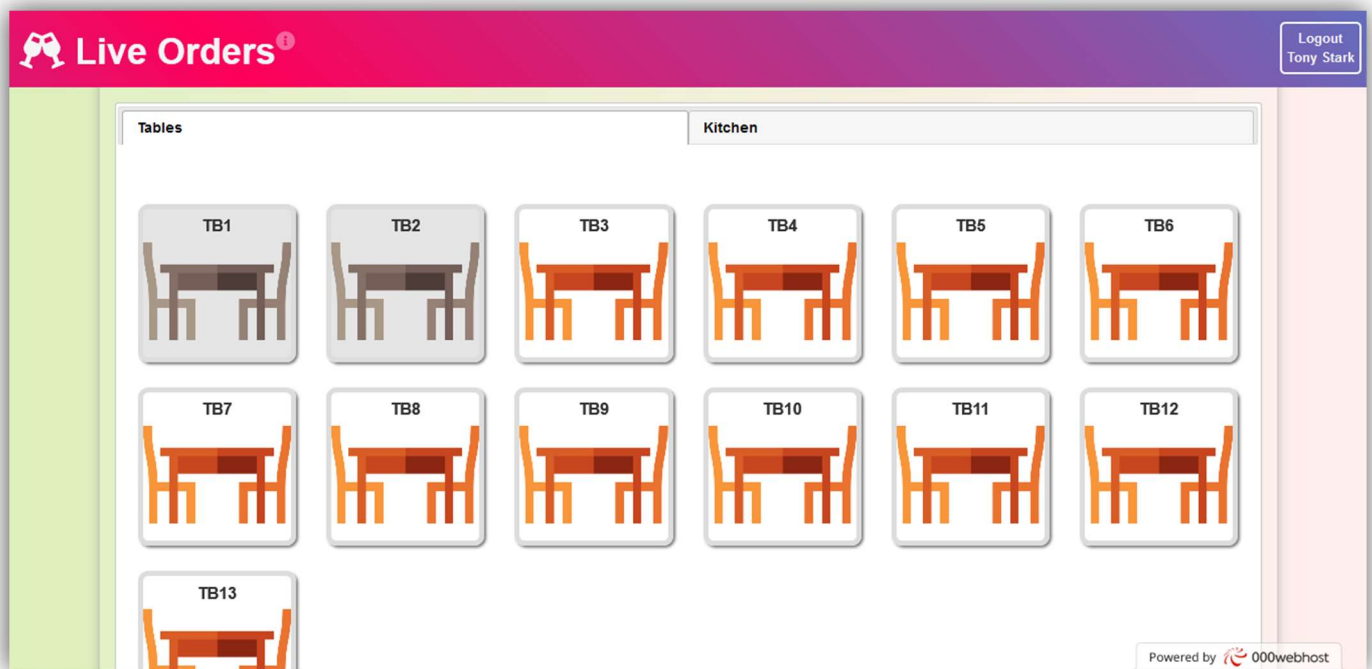 Live Orders
Logout
Tony Stark
Tables
Kitchen
TB1
TB2
TB3
TB4
TB5
TB6
TB7
TB8
TB9
TB10
TB11
TB12
TB13
Powered by 000webhost